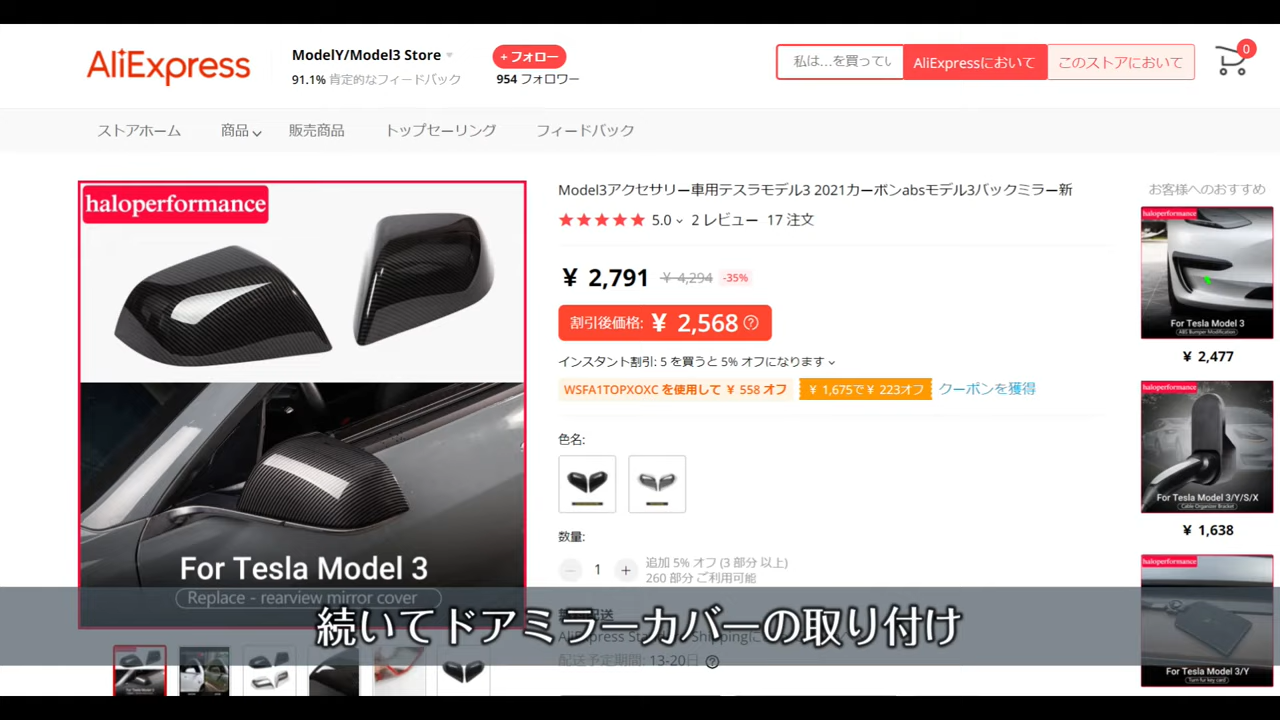 AliExpress
ModelY/Model3 Store
91.1% 肯定的なフィードバック
+ フォロー
954 フォロワー
私は...を買ってい
AliExpressにおいて
このストアにおいて
0
ストアホーム 商品 販売商品 トップセーリング フィードバック
haloperformance
For Tesla Model 3
Replace - rearview mirror cover
Model3アクセサリー車用テスラモデル3 2021カーボンabsモデル3バックミラー新
5.0 2 レビュー 17 注文
¥ 2,791 ¥ 4,294 -35%
割引後価格: ¥ 2,568
インスタント割引: 5 を買うと 5% オフになります
WSFA1TOPXOXC を使用して ¥ 558 オフ ¥ 1,675で ¥ 223オフ クーポンを獲得
色名:
数量:
1
追加 5% オフ (3 部分 以上)
260 部分 ご利用可能
AliExpress
配送予定期間: 13-20日
続いてドアミラーカバーの取り付け
お客様へのおすすめ
haloperformance
For Tesla Model 3
ABS Bumper Modification
¥ 2,477
haloperformance
For Tesla Model 3/Y/S/X
Cable Organizer Bracket
¥ 1,638
haloperformance
For Tesla Model 3/Y
Turn fur key card